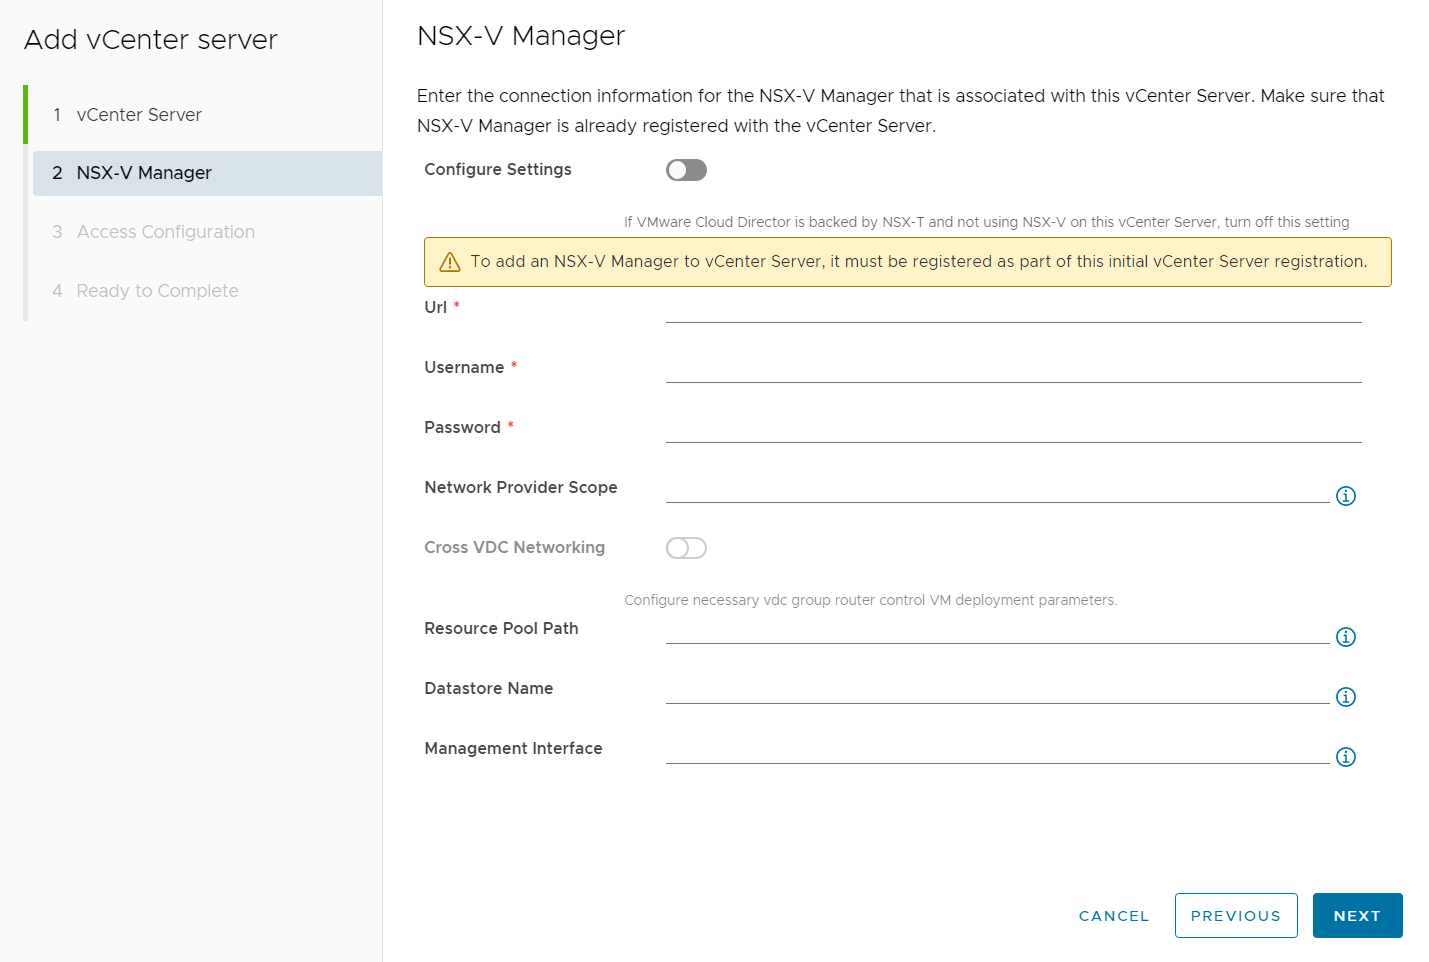 Add vCenter server
1 vCenter Server
2 NSX-V Manager
3 Access Configuration
4 Ready to Complete
NSX-V Manager
Enter the connection information for the NSX-V Manager that is associated with this vCenter Server. Make sure that
NSX-V Manager is already registered with the vCenter Server.
Configure Settings
If VMware Cloud Director is backed by NSX-T and not using NSX-V on this vCenter Server, turn off this setting
To add an NSX-V Manager to vCenter Server, it must be registered as part of this initial vCenter Server registration.
Url *
Username *
Password *
Network Provider Scope
Cross VDC Networking
Configure necessary vdc group router control VM deployment parameters.
Resource Pool Path
Datastore Name
Management Interface
CANCEL PREVIOUS NEXT